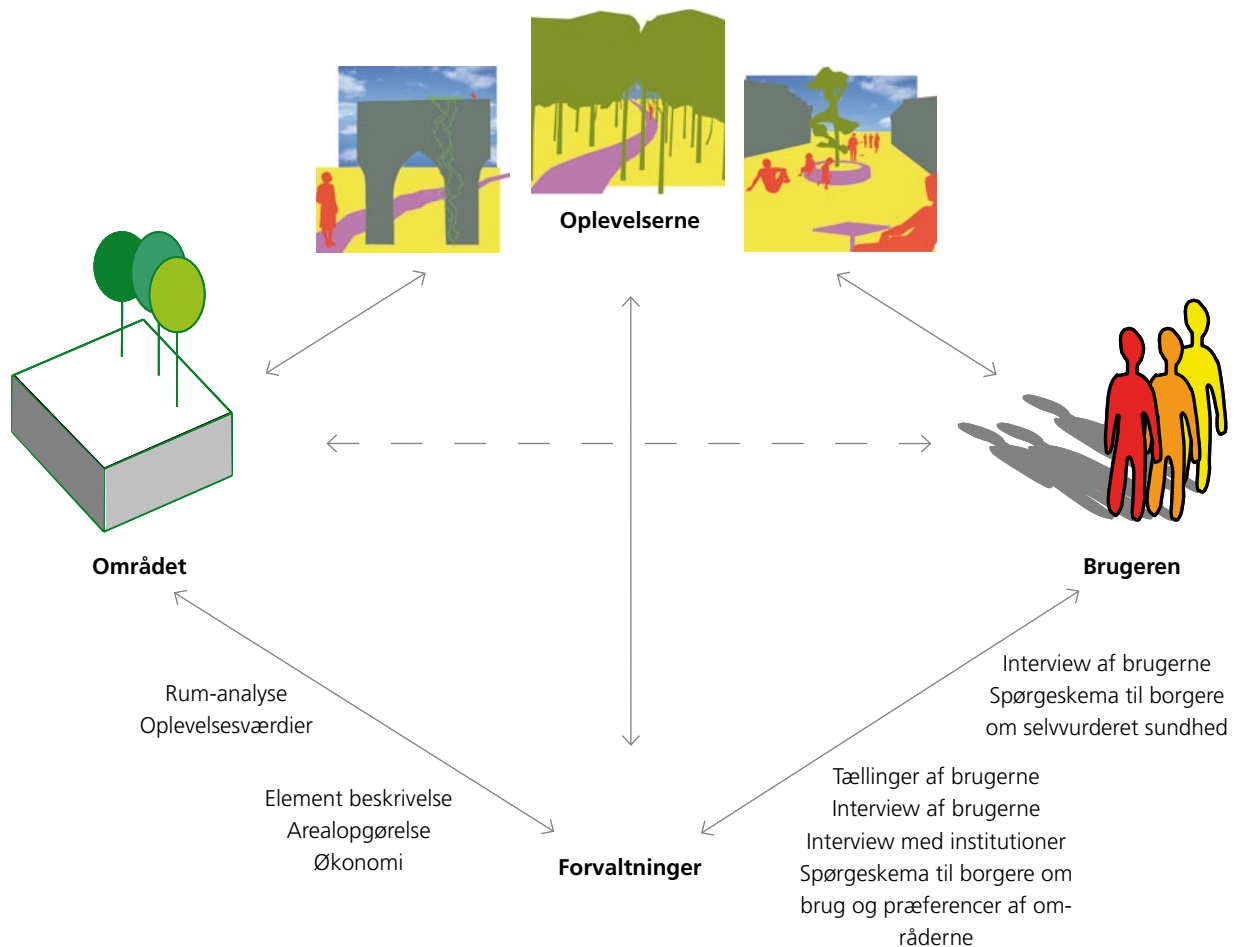 Oplevelserne
Området
Brugeren
Rum-analyse
Oplevelsesværdier
Element beskrivelse
Arealopgørelse
Økonomi
Forvaltninger
Interview af brugerne
Spørgeskema til borgere
om selvvurderet sundhed
Tællinger af brugerne
Interview af brugerne
Interview med institutioner
Spørgeskema til borgere om
brug og præferencer af om-
råderne